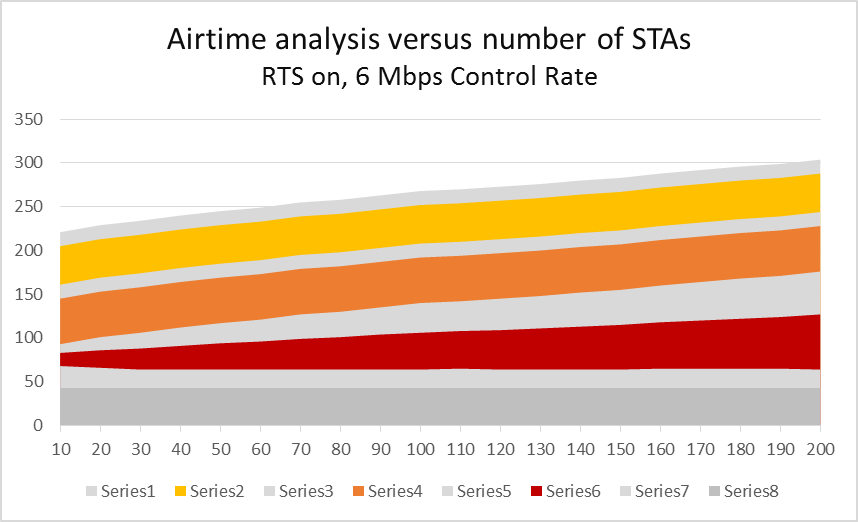 Airtime analysis versus number of STAs
RTS on, 6 Mbps Control Rate
350
300
250
200
150
100
50
0
10 20 30 40 50 60 70 80 90 100 110 120 130 140 150 160 170 180 190 200
Series1 Series2 Series3 Series4 Series5 Series6 Series7 Series8